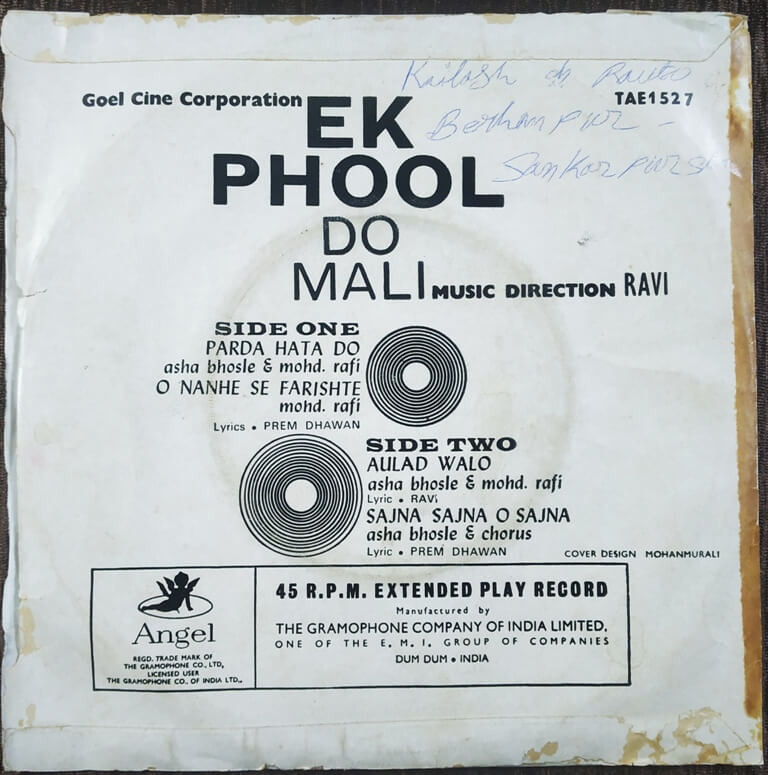 Goel Cine Corporation
TAE1527
Kailash ch
Berhampur -
EK
PHOOL
DO
MALI
MUSIC DIRECTION RAVI
SIDE ONE
PARDA HATA DO
asha bhosle & mohd. rafi
O NANHE SE FARISHTE
mohd. rafi
Lyrics • PREM DHAWAN
SIDE TWO
AULAD WALO
asha bhosle & mohd. rafi
Lyric • RAVI
SAJNA SAJNA O SAJNA
asha bhosle & chorus
Lyric • PREM DHAWAN
COVER DESIGN MOHANMURALI
Angel
REGD. TRADE MARK OF
THE GRAMOPHONE CO., LTD,
LICENSED USER
THE GRAMOPHONE CO. OF INDIA LTD.,
45 R.P.M. EXTENDED PLAY RECORD
Manufactured by
THE GRAMOPHONE COMPANY OF INDIA LIMITED.
ONE OF THE E. M. I. GROUP OF COMPANIES
DUM DUM • INDIA